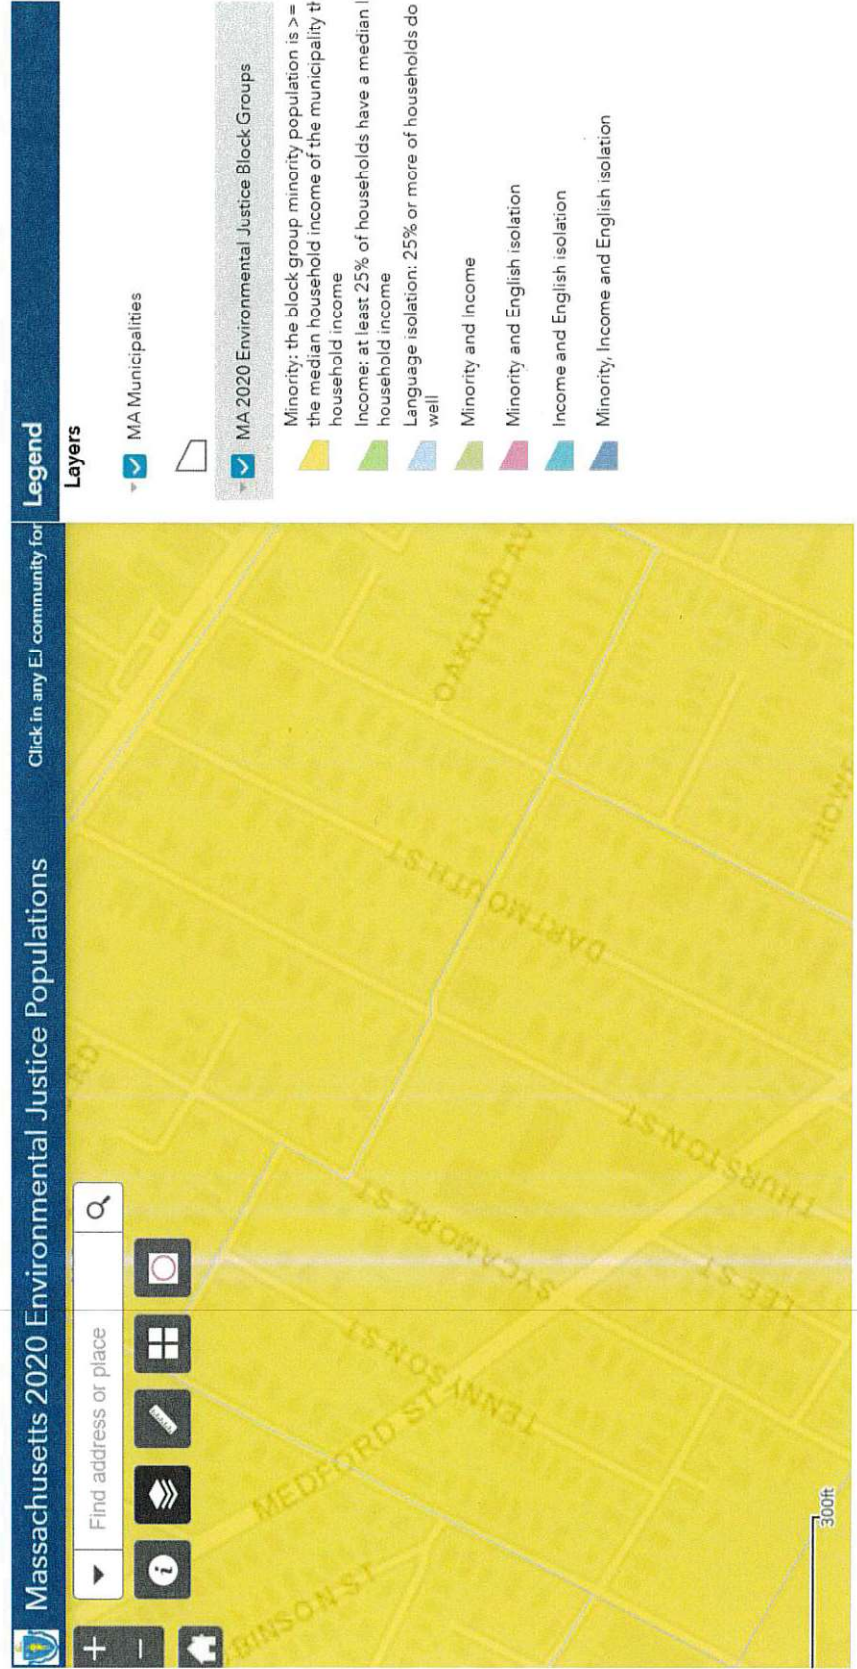 Massachusetts 2020 Environmental Justice Populations
Click in any EJ community for
Legend
Find address or place
Layers
MA Municipalities
MA 2020 Environmental Justice Block Groups
Minority: the block group minority population is >=
the median household income of the municipality th
household income
Income: at least 25% of households have a median
household income
Language isolation: 25% or more of households do
well
Minority and Income
Minority and English isolation
Income and English isolation
Minority, Income and English isolation
BINSON ST
MEDFORD ST
TENNYSON ST
SYCAMORE ST
LEE ST
THURSTON ST
DARTMOUTH ST
OAKLAND AV
HOWE
300ft